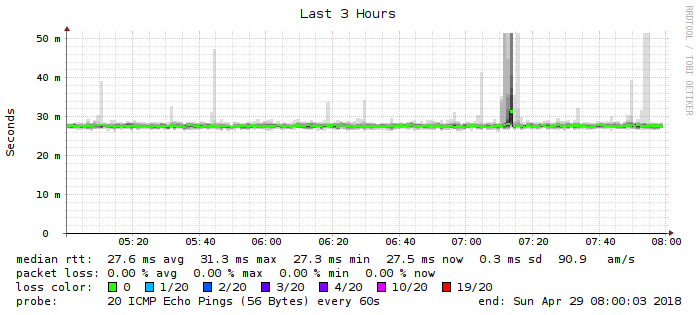 Last 3 Hours
RRDTOOL / TOBI OETIKER
Seconds
50 m
40 m
30 m
20 m
10 m
0
05:20 05:40 06:00 06:20 06:40 07:00 07:20 07:40 08:00
median rtt: 27.6 ms avg 31.3 ms max 27.3 ms min 27.5 ms now 0.3 ms sd 90.9 am/s
packet loss: 0.00 % avg 0.00 % max 0.00 % min 0.00 % now
loss color: 0 1/20 2/20 3/20 4/20 10/20 19/20
probe: 20 ICMP Echo Pings (56 Bytes) every 60s end: Sun Apr 29 08:00:03 2018